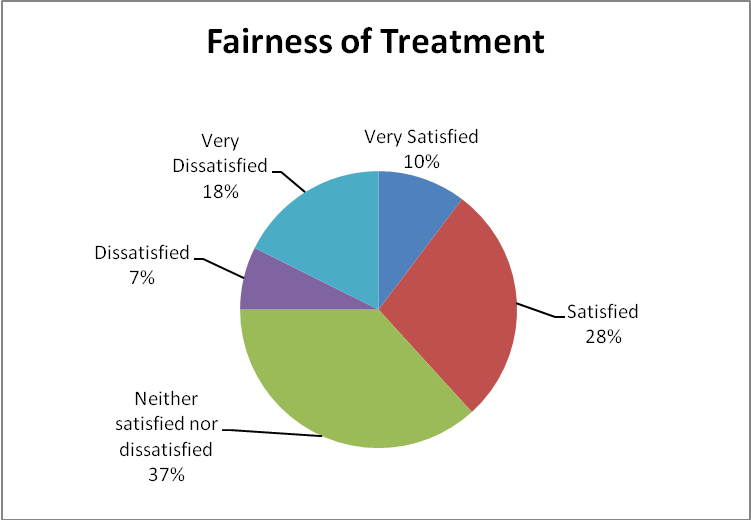 Fairness of Treatment
Very Satisfied
10%
Satisfied
28%
Neither
satisfied nor
dissatisfied
37%
Dissatisfied
7%
Very
Dissatisfied
18%